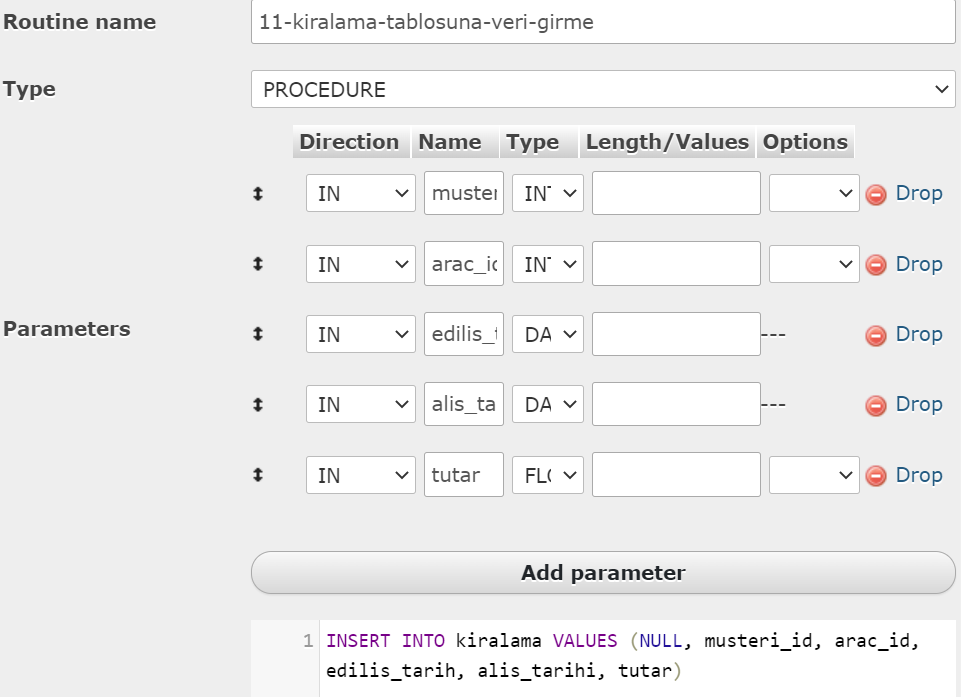 Routine name 11-kiralama-tablosuna-veri-girme
Type PROCEDURE
Direction Name Type Length/Values Options
IN muster INT Drop
IN arac_id INT Drop
Parameters
IN edilis_t DA --- Drop
IN alis_ta DA --- Drop
IN tutar FLO Drop
Add parameter
1 INSERT INTO kiralama VALUES (NULL, musteri_id, arac_id,
edilis_tarih, alis_tarihi, tutar)